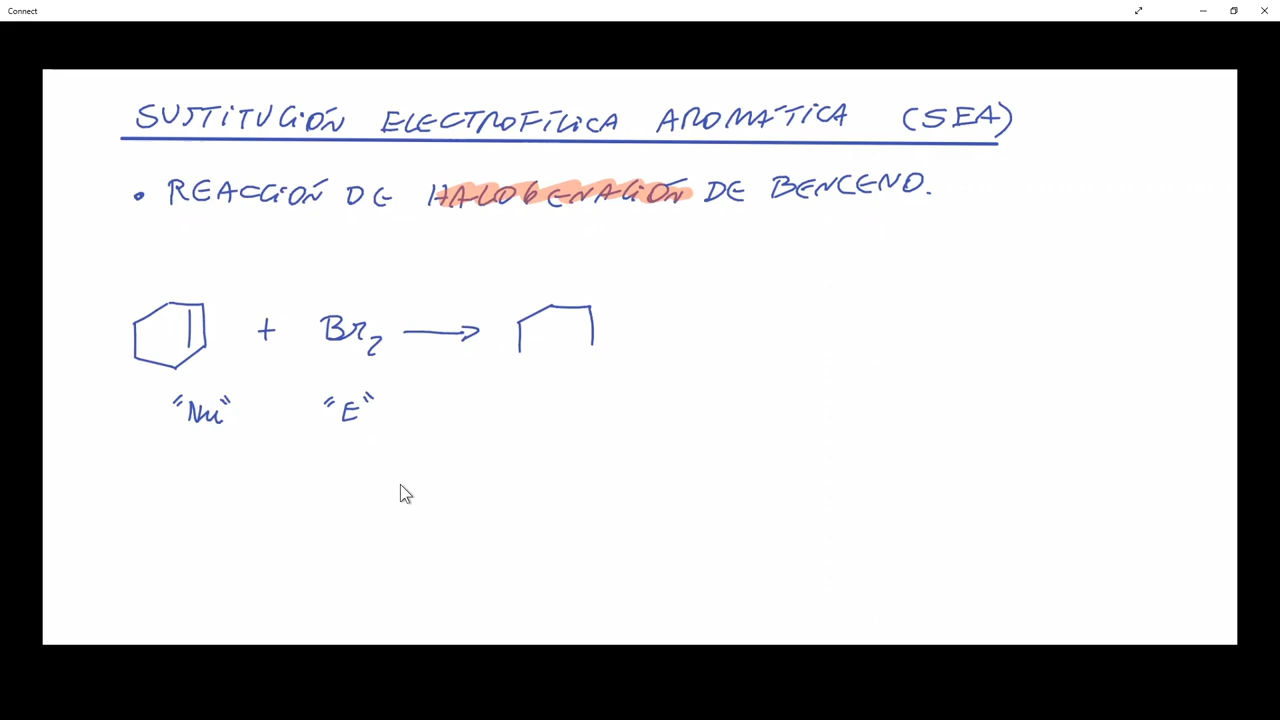 Connect
SUSTITUCIÓN ELECTROFÍLICA AROMÁTICA (SEA)
• REACCIÓN DE HALOGENACIÓN DE BENCENO.
+ Br₂ →
"Nu" "E"